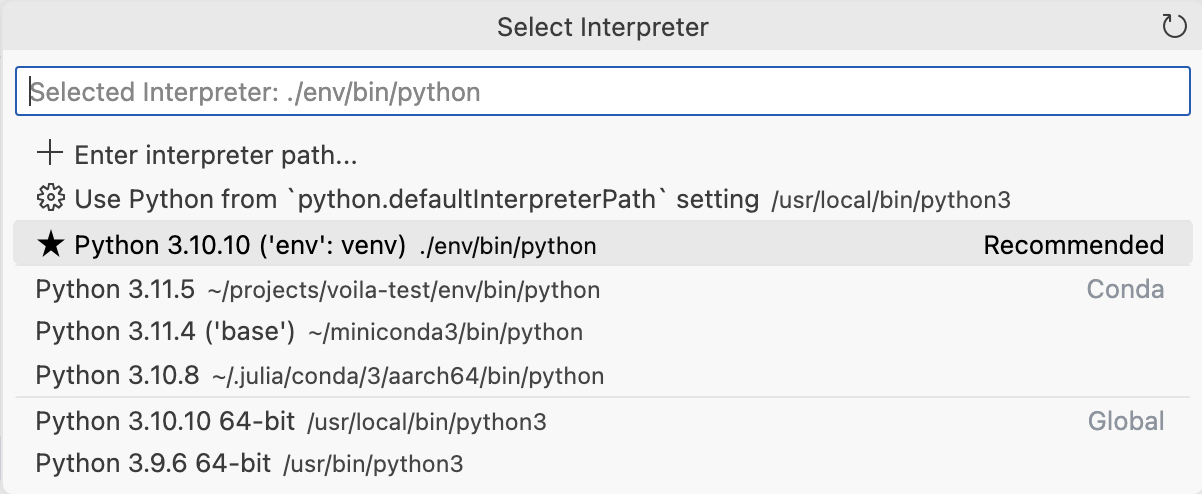 Select Interpreter
Selected Interpreter: ./env/bin/python
Enter interpreter path...
Use Python from `python.defaultInterpreterPath` setting /usr/local/bin/python3
Python 3.10.10 ('env': venv) ./env/bin/python Recommended
Python 3.11.5 ~/projects/voila-test/env/bin/python Conda
Python 3.11.4 ('base') ~/miniconda3/bin/python
Python 3.10.8 ~/.julia/conda/3/aarch64/bin/python
Python 3.10.10 64-bit /usr/local/bin/python3 Global
Python 3.9.6 64-bit /usr/bin/python3